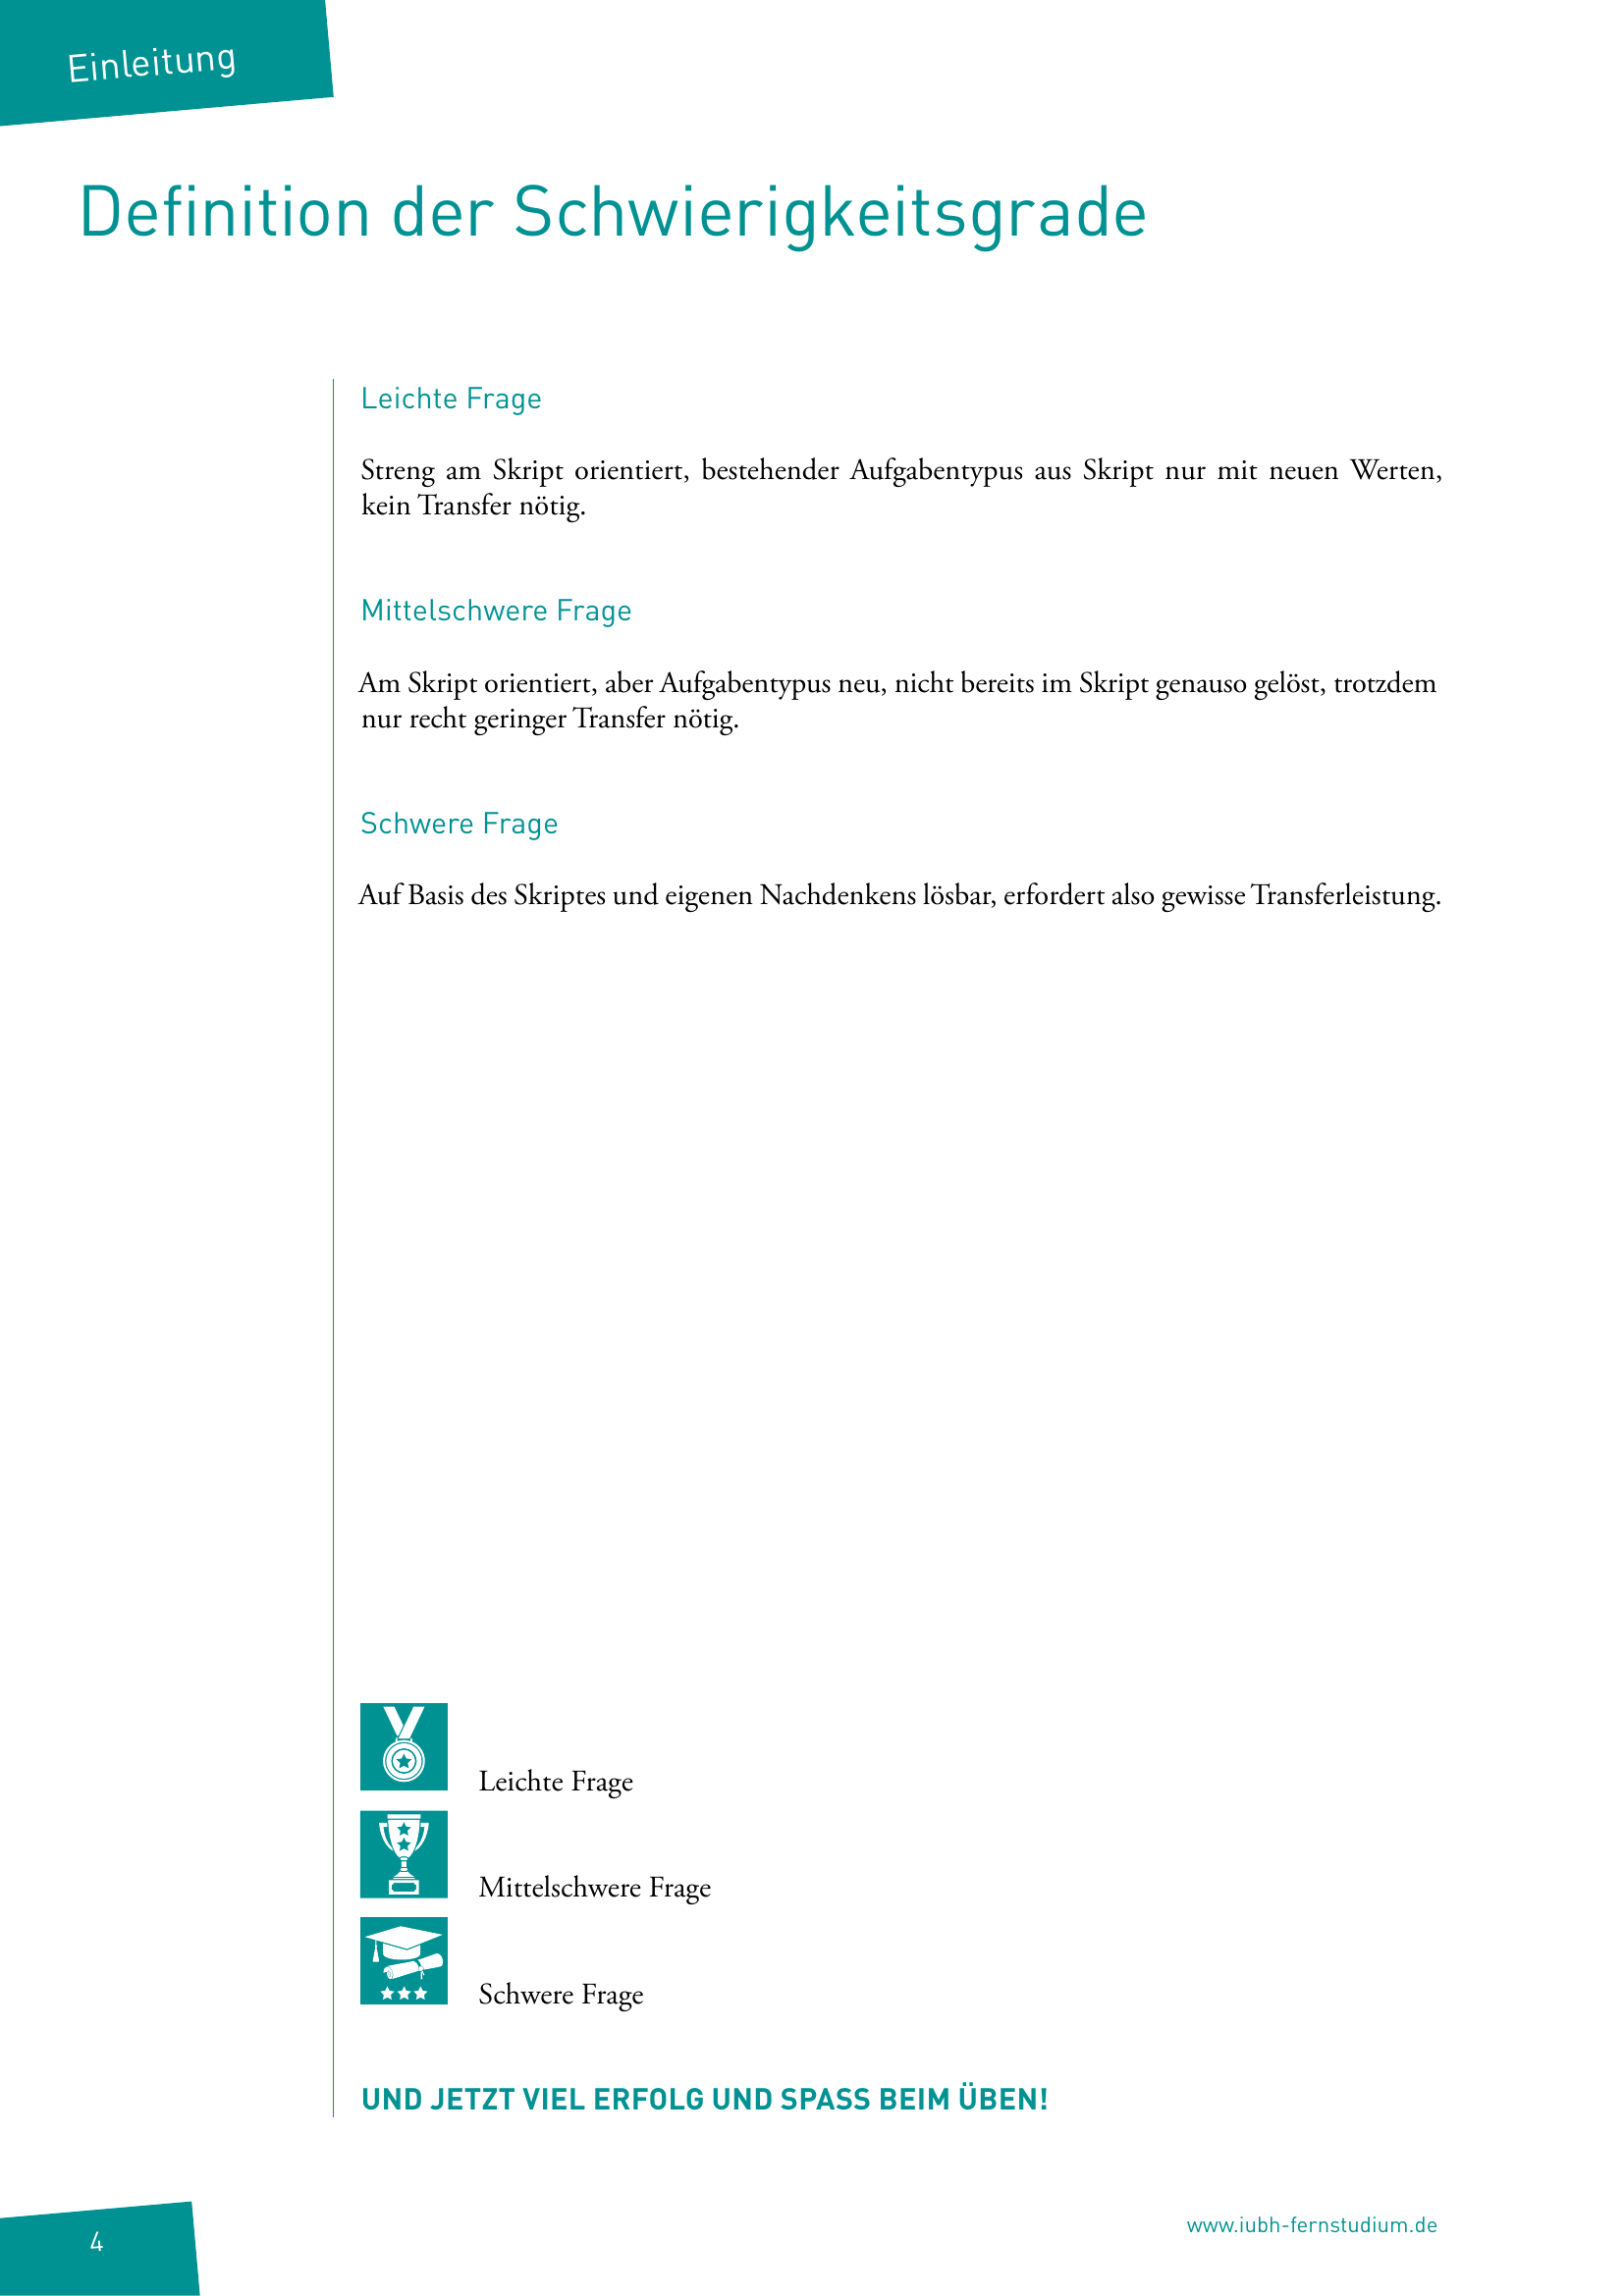 Einleitung
Definition der Schwierigkeitsgrade
Leichte Frage
Streng am Skript orientiert, bestehender Aufgabentypus aus Skript nur mit neuen Werten,
kein Transfer nötig.
Mittelschwere Frage
Am Skript orientiert, aber Aufgabentypus neu, nicht bereits im Skript genauso gelöst, trotzdem
nur recht geringer Transfer nötig.
Schwere Frage
Auf Basis des Skriptes und eigenen Nachdenkens lösbar, erfordert also gewisse Transferleistung.
Leichte Frage
Mittelschwere Frage
Schwere Frage
UND JETZT VIEL ERFOLG UND SPASS BEIM ÜBEN!
4
www.iubh-fernstudium.de